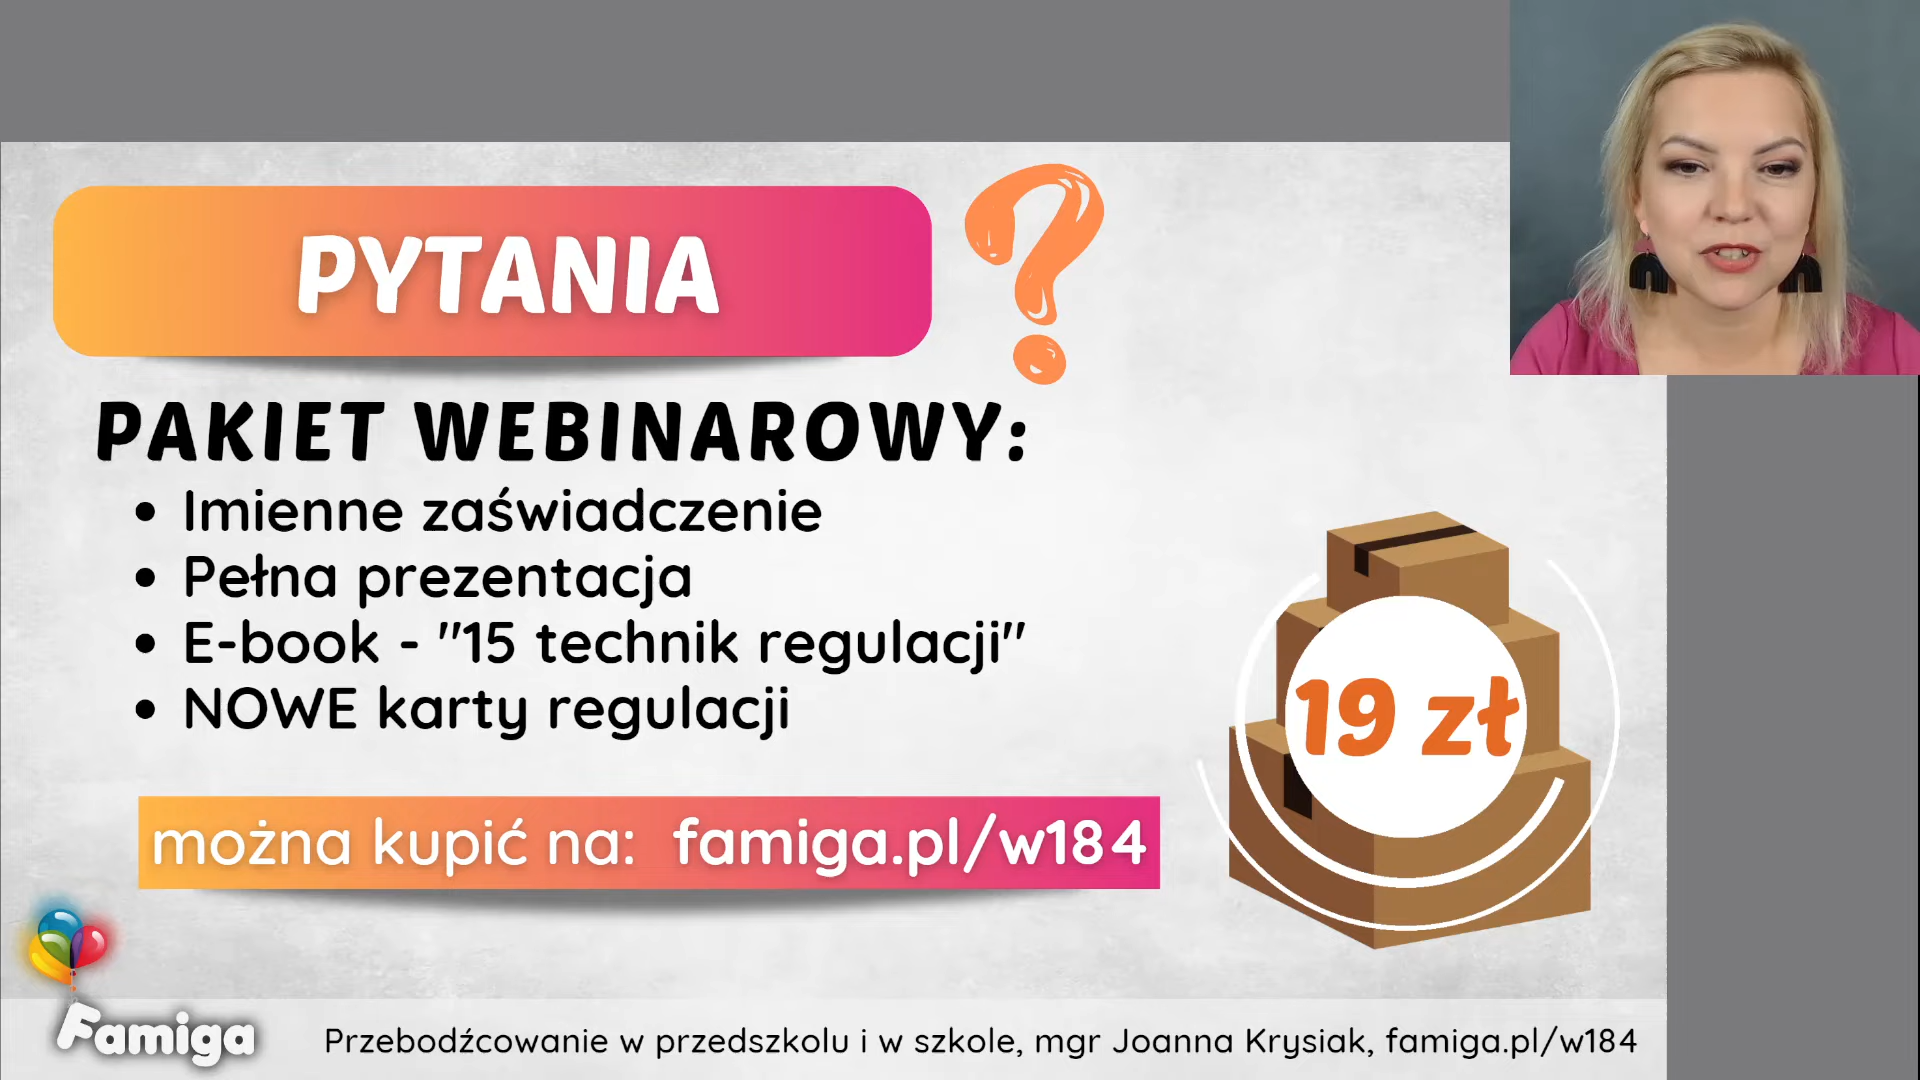 PYTANIA
PAKIET WEBINAROWY:
• Imienne zaświadczenie
• Pełna prezentacja
• E-book - "15 technik regulacji"
• NOWE karty regulacji
19 zł
można kupić na: famiga.pl/w184
Famiga
Przebodźcowanie w przedszkolu i w szkole, mgr Joanna Krysiak, famiga.pl/w184